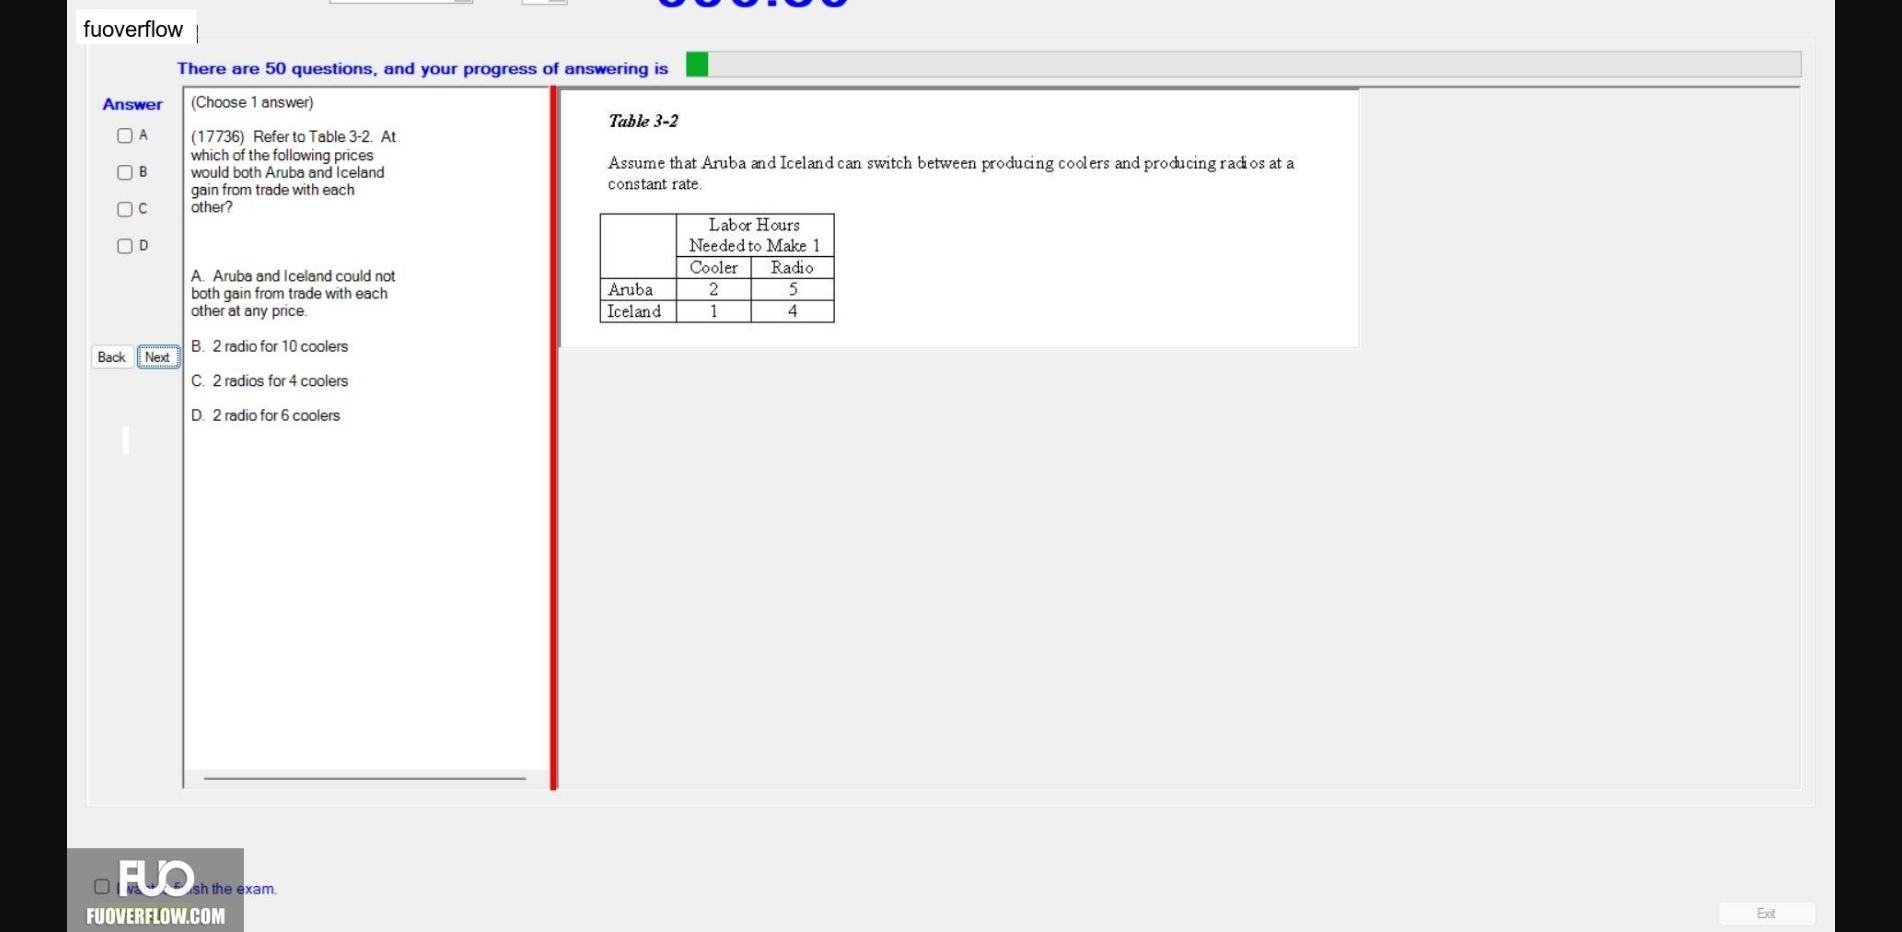 fuoverflow
There are 50 questions, and your progress of answering is
Answer
A
B
C
D
Back
Next
(Choose 1 answer)
(17736) Refer to Table 3-2. At
which of the following prices
would both Aruba and Iceland
gain from trade with each
other?
A. Aruba and Iceland could not
both gain from trade with each
other at any price.
B. 2 radio for 10 coolers
C. 2 radios for 4 coolers
D. 2 radio for 6 coolers
Table 3-2
Assume that Aruba and Iceland can switch between producing coolers and producing radios at a
constant rate.
Labor Hours
Needed to Make 1
Cooler Radio
Aruba 2 5
Iceland 1 4
FUO
the exam.
FUOVERFLOW.COM
Exit